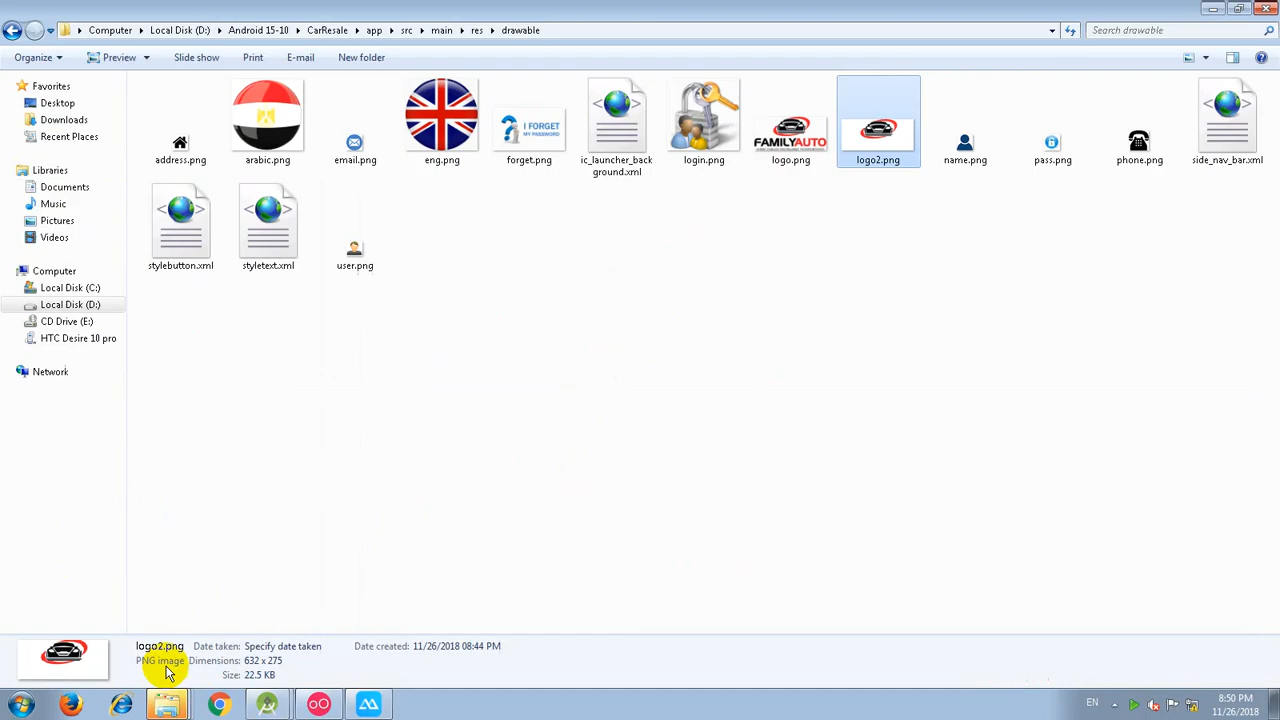 Computer Local Disk (D:) Android 15-10 CarResale app src main res drawable
Search drawable
Organize Preview Slide show Print E-mail New folder
Favorites
Desktop
Downloads
Recent Places
Libraries
Documents
Music
Pictures
Videos
Computer
Local Disk (C:)
Local Disk (D:)
CD Drive (E:)
HTC Desire 10 pro
Network
I FORGET
MY PASSWORD
FAMILYAUTO
address.png arabic.png email.png eng.png forget.png ic_launcher_back
ground.xml
login.png logo.png logo2.png name.png pass.png phone.png side_nav_bar.xml
stylebutton.xml styletext.xml user.png
logo2.png Date taken: Specify date taken Date created: 11/26/2018 08:44 PM
PNG image Dimensions: 632 x 275
Size: 22.5 KB
EN
8:50 PM
11/26/2018